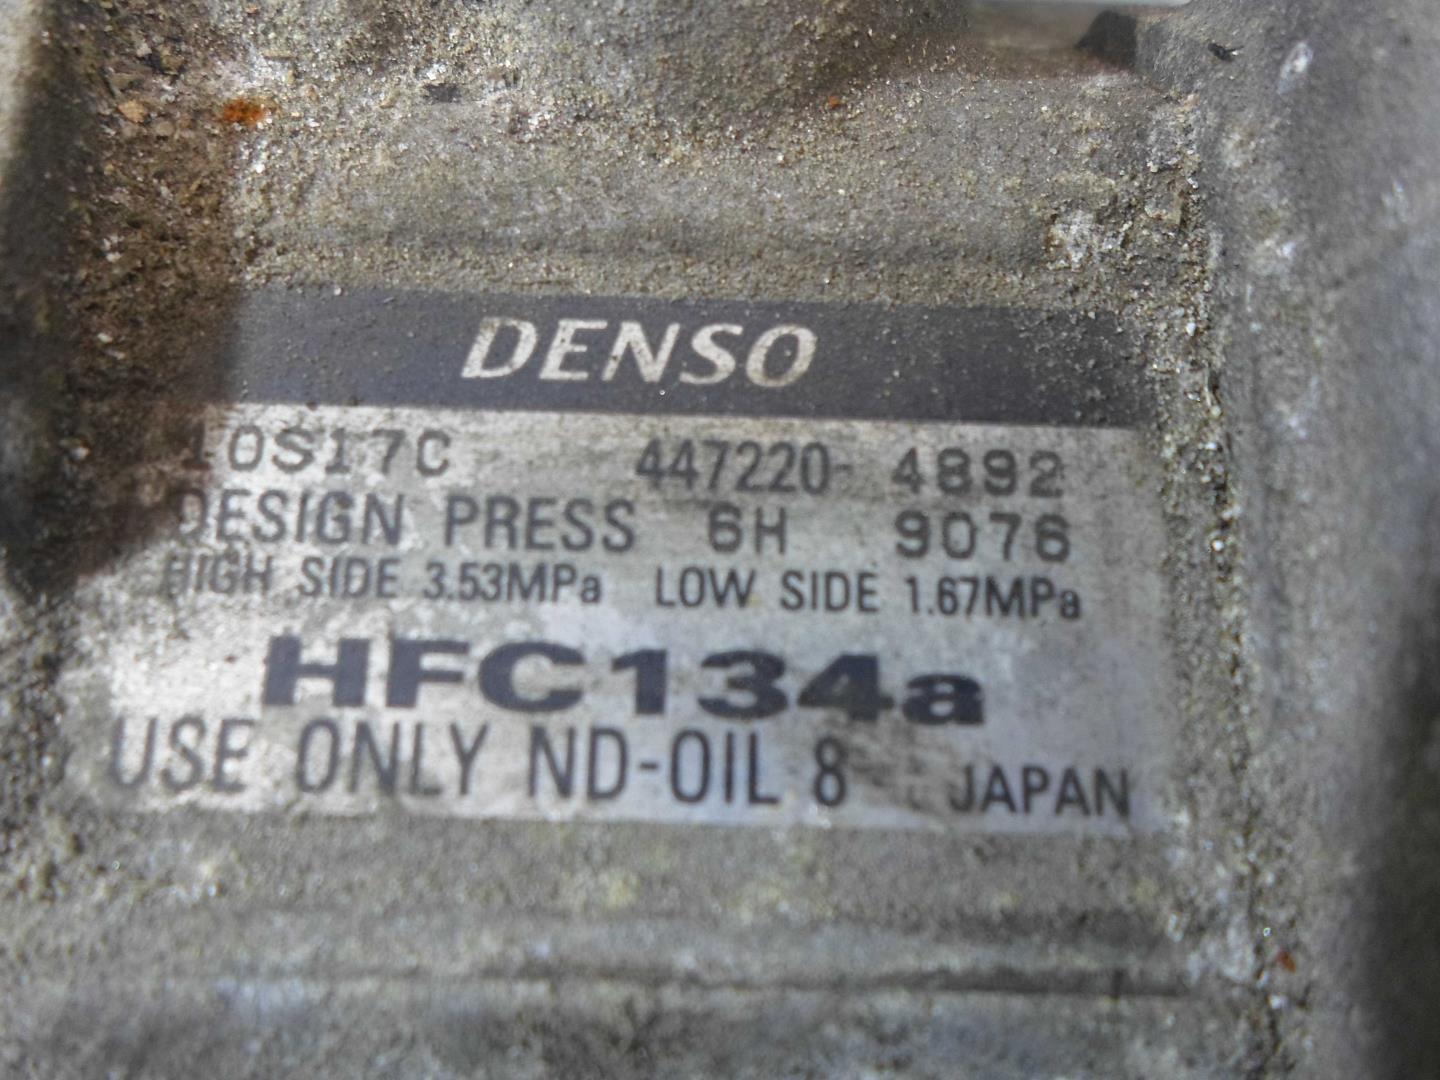 DENSO
10S17C 447220-4892
DESIGN PRESS 6H 9076
HIGH SIDE 3.53MPa LOW SIDE 1.67MPa
HFC134a
USE ONLY ND-OIL 8 JAPAN